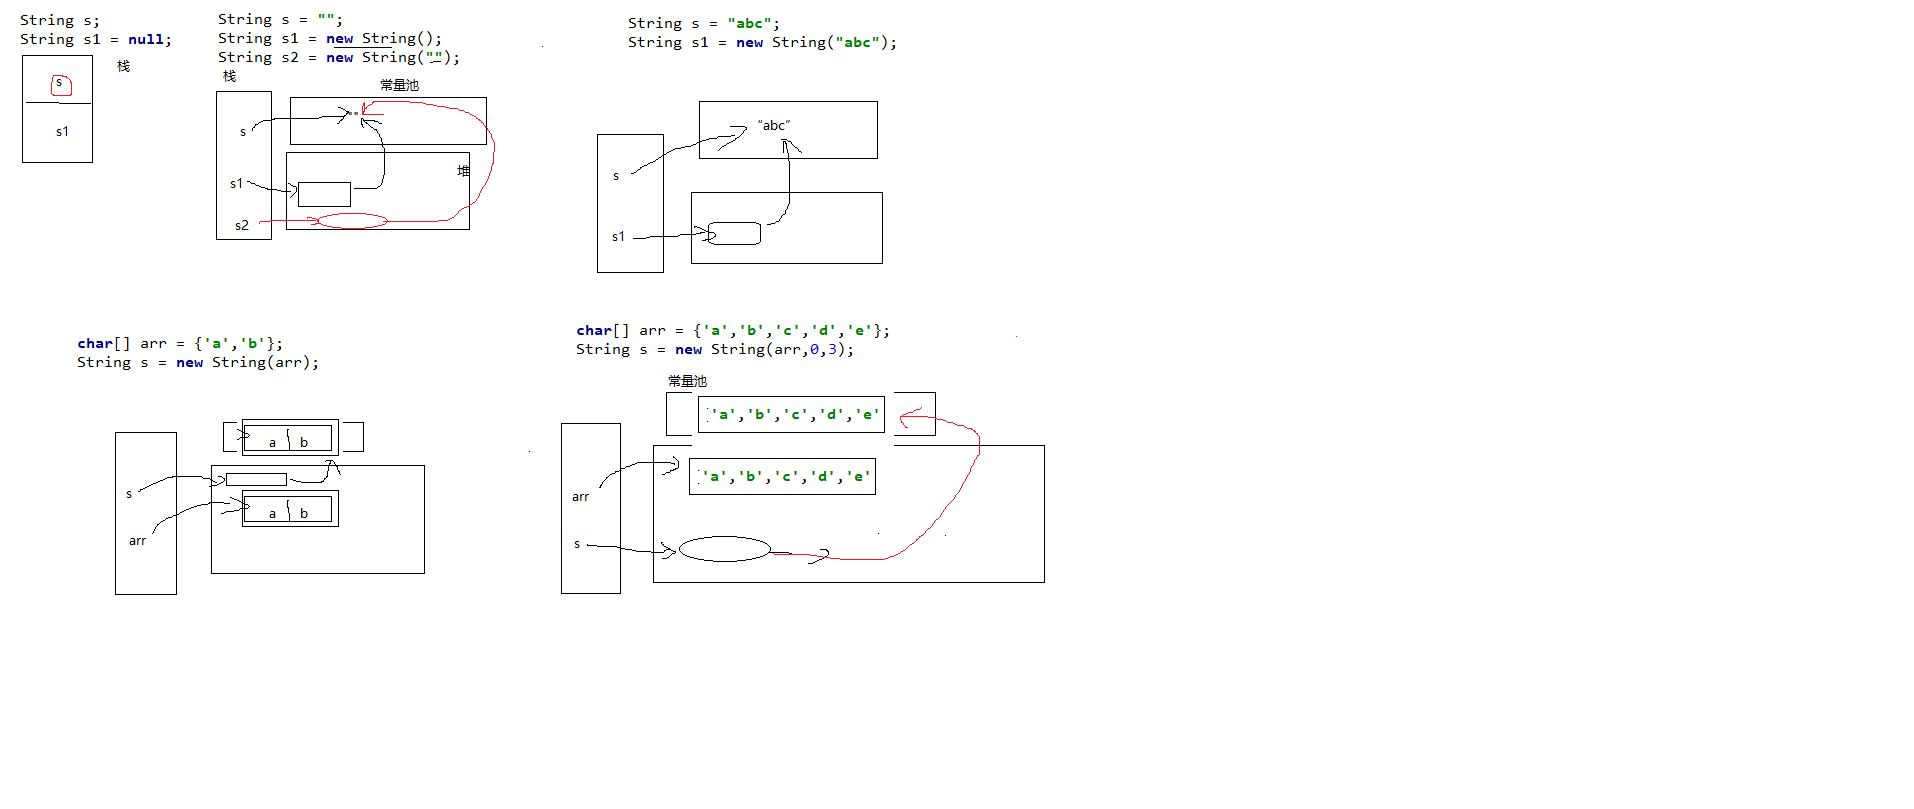 String s;
String s1 = null;
栈
s
s1
String s = "";
String s1 = new String();
String s2 = new String("");
栈
常量池
s
""
堆
s1
s2
String s = "abc";
String s1 = new String("abc");
"abc"
s
s1
char[] arr = {'a','b'};
String s = new String(arr);
a b
s
a b
arr
char[] arr = {'a','b','c','d','e'};
String s = new String(arr,0,3);
常量池
'a','b','c','d','e'
'a','b','c','d','e'
arr
s